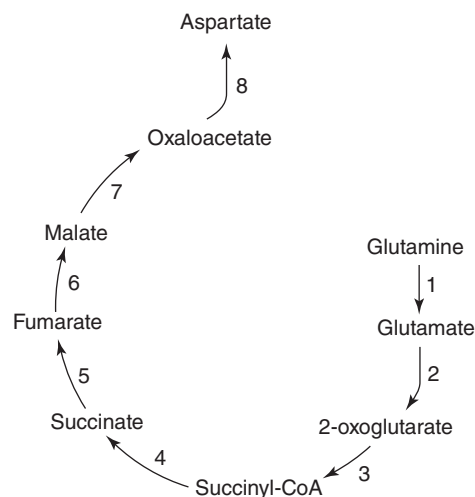 Aspartate
8
Oxaloacetate
7
Malate
Glutamine
6
1
Fumarate
Glutamate
5
2
Succinate
2-oxoglutarate
4
3
Succinyl-CoA